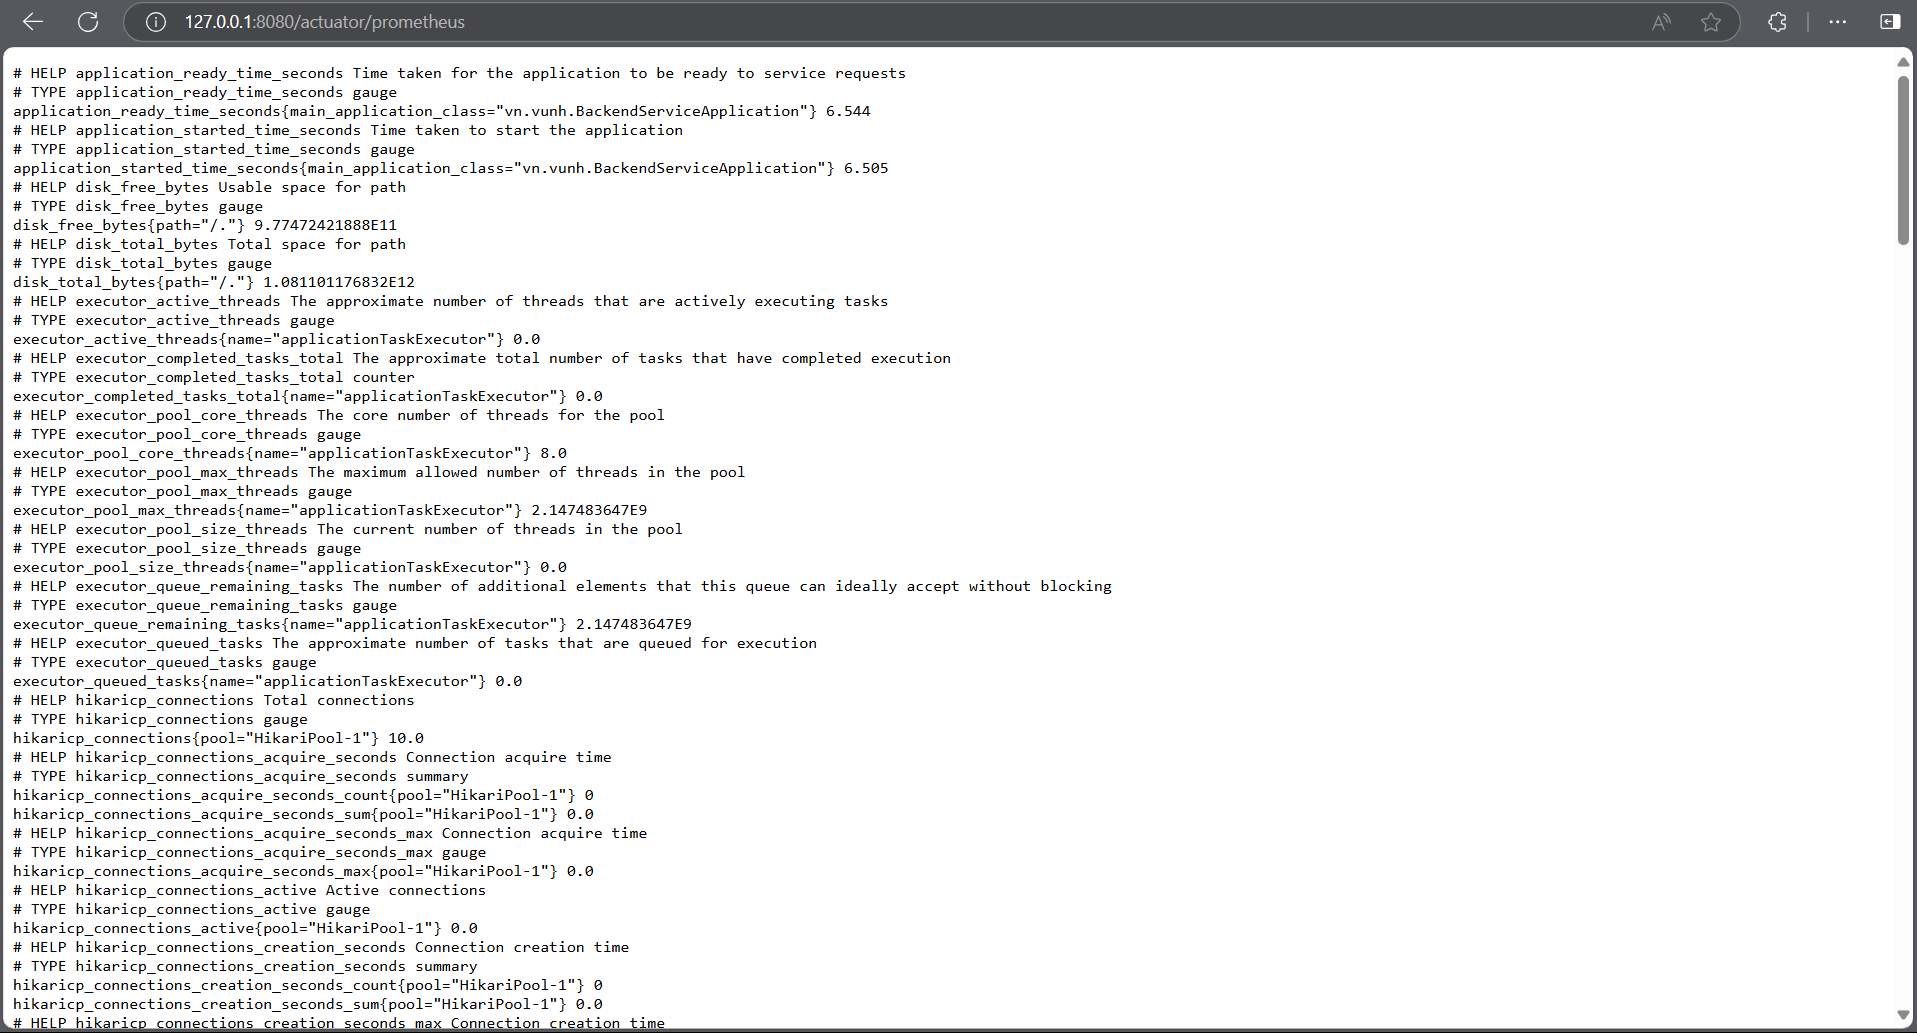 127.0.0.1:8080/actuator/prometheus
# HELP application_ready_time_seconds Time taken for the application to be ready to service requests
# TYPE application_ready_time_seconds gauge
application_ready_time_seconds{main_application_class="vn.vunh.BackendServiceApplication"} 6.544
# HELP application_started_time_seconds Time taken to start the application
# TYPE application_started_time_seconds gauge
application_started_time_seconds{main_application_class="vn.vunh.BackendServiceApplication"} 6.505
# HELP disk_free_bytes Usable space for path
# TYPE disk_free_bytes gauge
disk_free_bytes{path="/."} 9.77472421888E11
# HELP disk_total_bytes Total space for path
# TYPE disk_total_bytes gauge
disk_total_bytes{path="/."} 1.081101176832E12
# HELP executor_active_threads The approximate number of threads that are actively executing tasks
# TYPE executor_active_threads gauge
executor_active_threads{name="applicationTaskExecutor"} 0.0
# HELP executor_completed_tasks_total The approximate total number of tasks that have completed execution
# TYPE executor_completed_tasks_total counter
executor_completed_tasks_total{name="applicationTaskExecutor"} 0.0
# HELP executor_pool_core_threads The core number of threads for the pool
# TYPE executor_pool_core_threads gauge
executor_pool_core_threads{name="applicationTaskExecutor"} 8.0
# HELP executor_pool_max_threads The maximum allowed number of threads in the pool
# TYPE executor_pool_max_threads gauge
executor_pool_max_threads{name="applicationTaskExecutor"} 2.147483647E9
# HELP executor_pool_size_threads The current number of threads in the pool
# TYPE executor_pool_size_threads gauge
executor_pool_size_threads{name="applicationTaskExecutor"} 0.0
# HELP executor_queue_remaining_tasks The number of additional elements that this queue can ideally accept without blocking
# TYPE executor_queue_remaining_tasks gauge
executor_queue_remaining_tasks{name="applicationTaskExecutor"} 2.147483647E9
# HELP executor_queued_tasks The approximate number of tasks that are queued for execution
# TYPE executor_queued_tasks gauge
executor_queued_tasks{name="applicationTaskExecutor"} 0.0
# HELP hikaricp_connections Total connections
# TYPE hikaricp_connections gauge
hikaricp_connections{pool="HikariPool-1"} 10.0
# HELP hikaricp_connections_acquire_seconds Connection acquire time
# TYPE hikaricp_connections_acquire_seconds summary
hikaricp_connections_acquire_seconds_count{pool="HikariPool-1"} 0
hikaricp_connections_acquire_seconds_sum{pool="HikariPool-1"} 0.0
# HELP hikaricp_connections_acquire_seconds_max Connection acquire time
# TYPE hikaricp_connections_acquire_seconds_max gauge
hikaricp_connections_acquire_seconds_max{pool="HikariPool-1"} 0.0
# HELP hikaricp_connections_active Active connections
# TYPE hikaricp_connections_active gauge
hikaricp_connections_active{pool="HikariPool-1"} 0.0
# HELP hikaricp_connections_creation_seconds Connection creation time
# TYPE hikaricp_connections_creation_seconds summary
hikaricp_connections_creation_seconds_count{pool="HikariPool-1"} 0
hikaricp_connections_creation_seconds_sum{pool="HikariPool-1"} 0.0
# HELP hikaricp_connections_creation_seconds_max Connection creation time